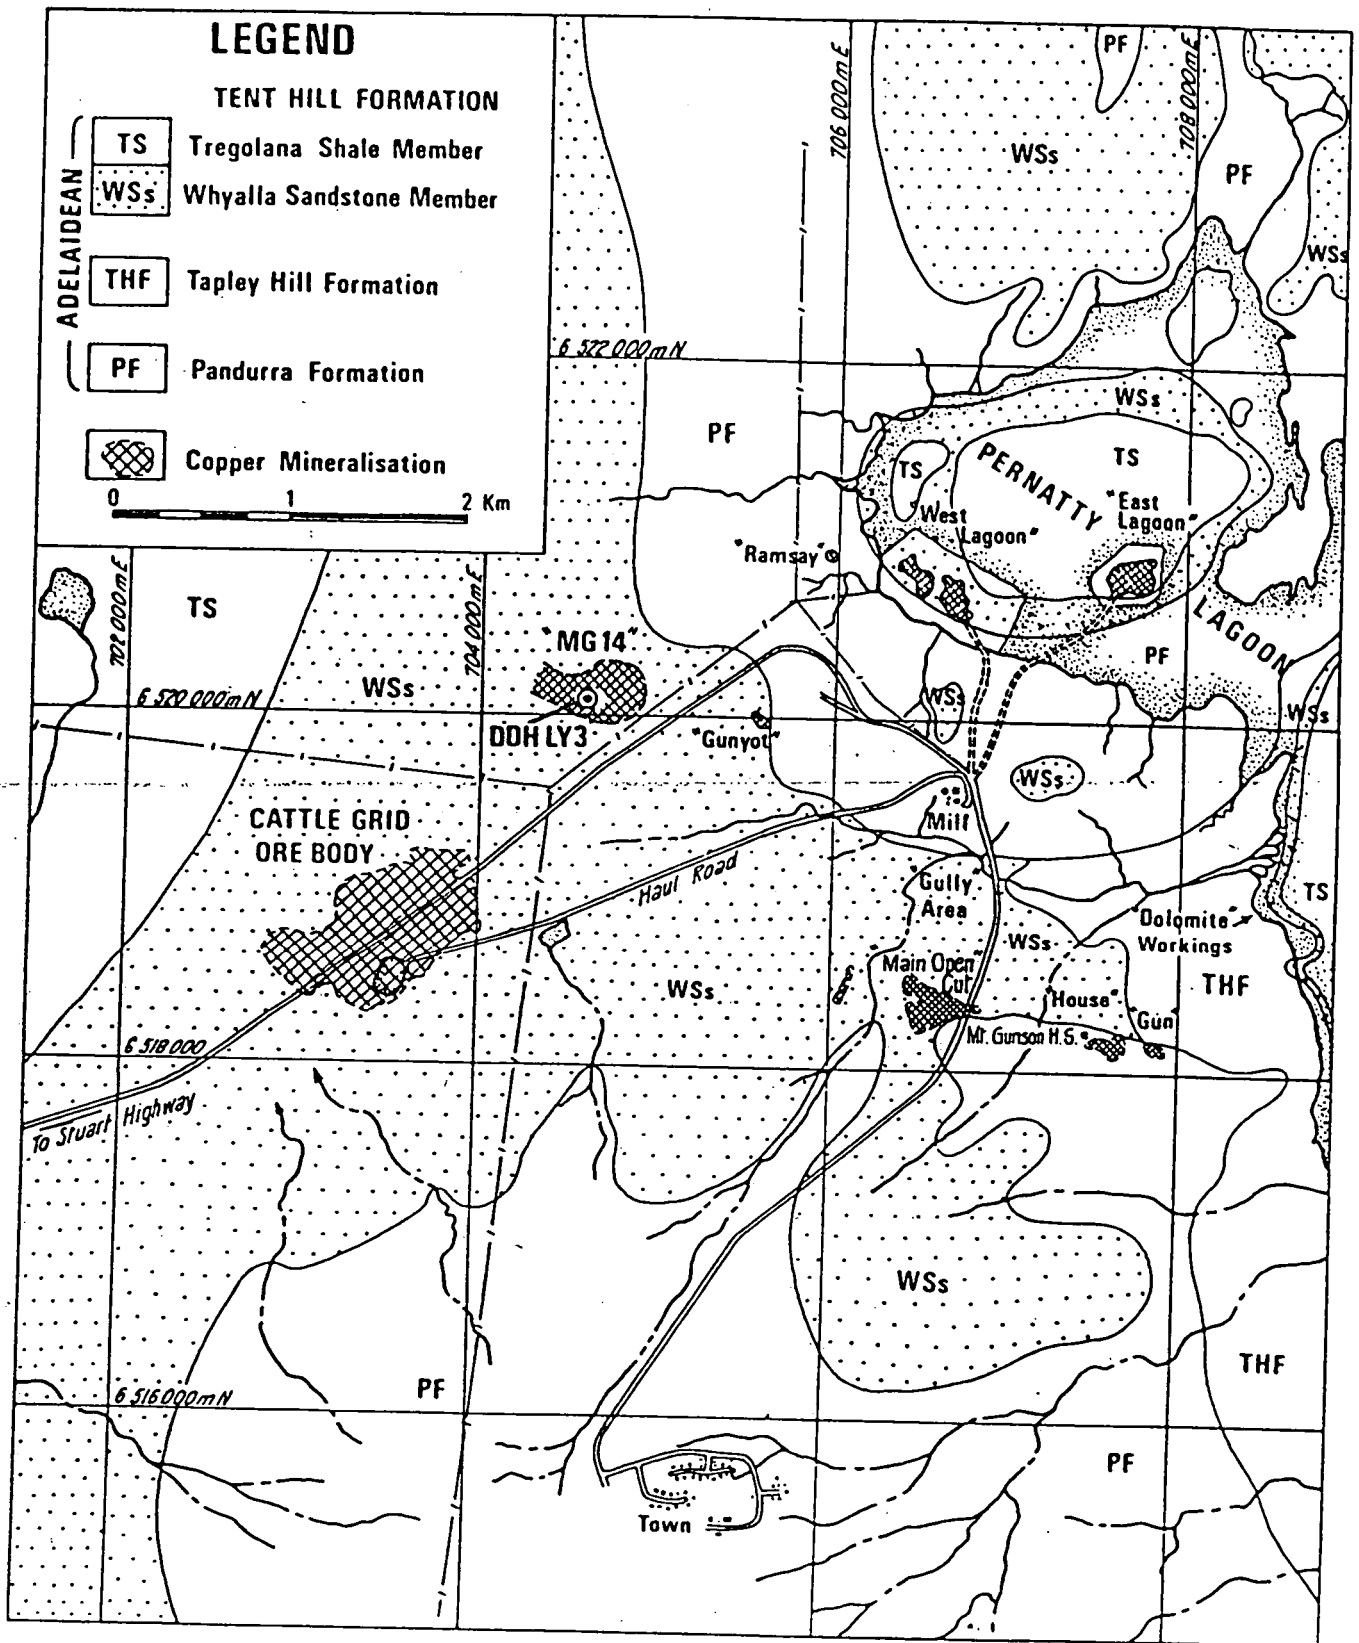 LEGEND
TENT HILL FORMATION
ADELAIDEAN
TS Tregolana Shale Member
WSs Whyalla Sandstone Member
THF Tapley Hill Formation
PF Pandurra Formation
Copper Mineralisation
0 1 2 Km
706 000mE
708 000mE
PF
WSs
PF
WSs
6 522 000mN
PF
WSs
TS
TS
PERNATTY
LAGOON
"West
Lagoon"
"East
Lagoon"
"Ramsay"
702 000mE
704 000mE
TS
"MG14"
WSs
PF
6 520 000mN
DDH LY3
"Gunyot"
WSs
WSs
WSs
Mill
CATTLE GRID
ORE BODY
Haul Road
"Gully"
Area
TS
"Dolomite"
Workings
WSs
WSs
"Main Open
Cut"
THF
"House"
"Gun"
Mt. Gunson H.S.
6 518 000
To Stuart Highway
WSs
THF
PF
6 516 000mN
PF
Town